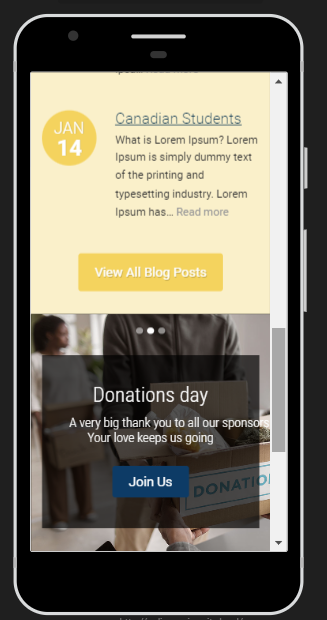 JAN
14
Canadian Students
What is Lorem Ipsum? Lorem
Ipsum is simply dummy text
of the printing and
typesetting industry. Lorem
Ipsum has... Read more
View All Blog Posts
Donations day
A very big thank you to all our sponsors
Your love keeps us going
Join Us
DONATION